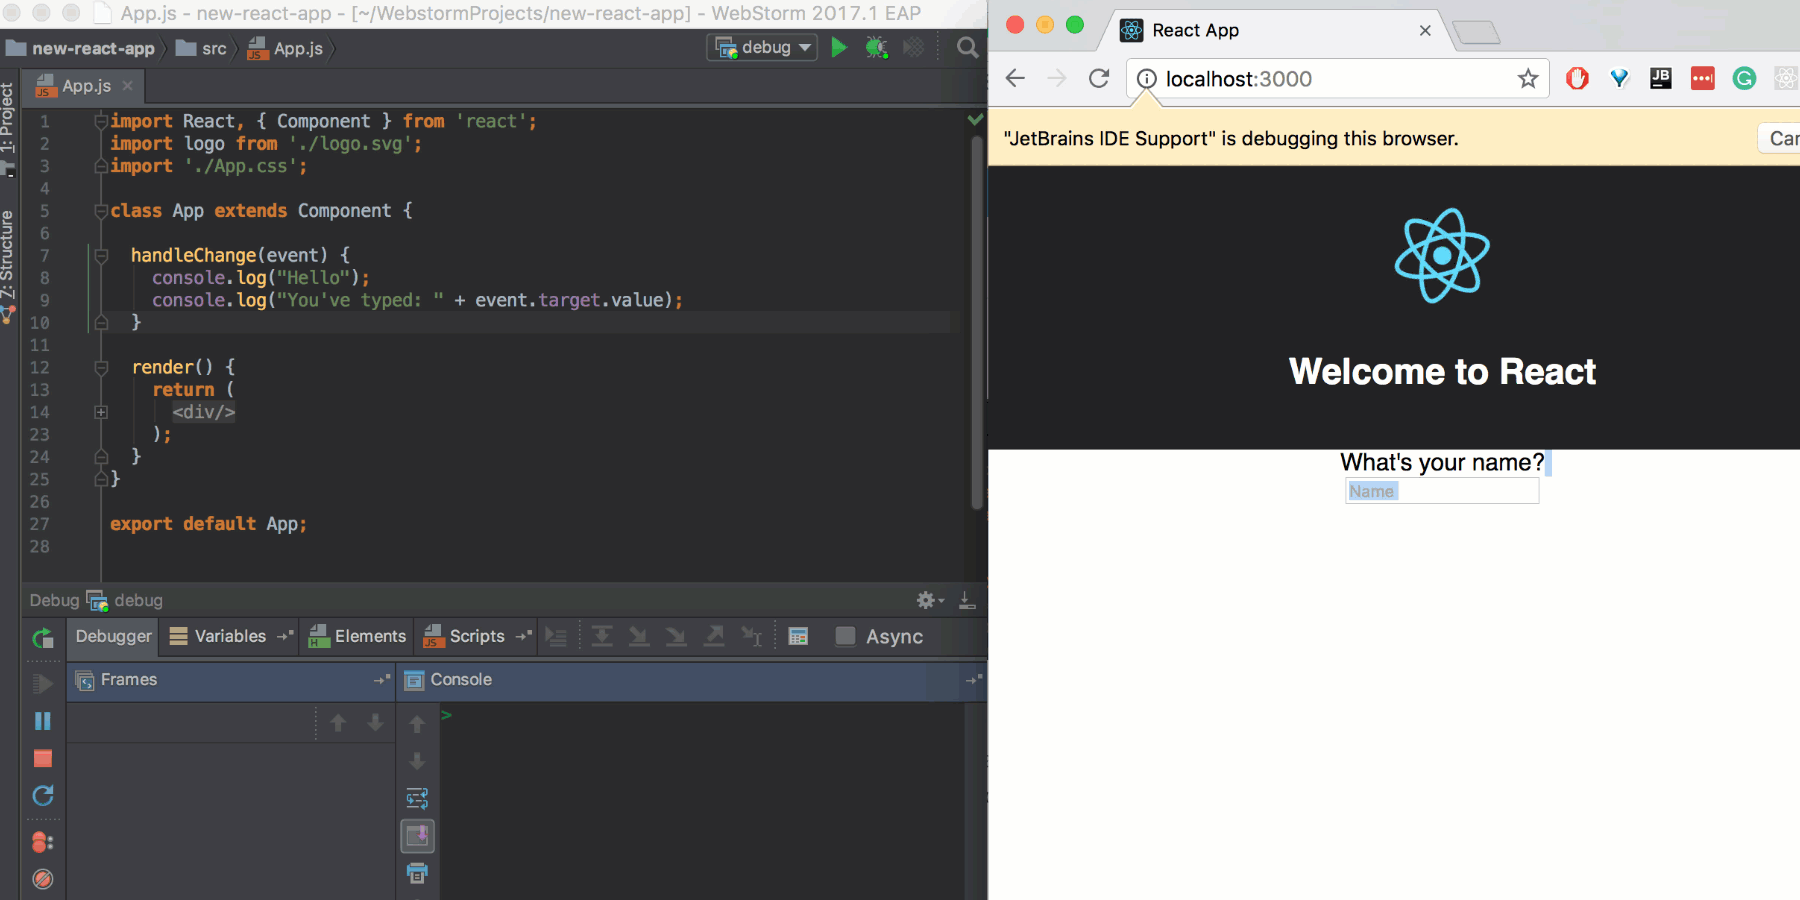 App.js - new-react-app - [~/WebstormProjects/new-react-app] - WebStorm 2017.1 EAP
new-react-app src App.js
debug
App.js
1: Project
Z: Structure
1 import React, { Component } from 'react';
2 import logo from './logo.svg';
3 import './App.css';
4
5 class App extends Component {
6
7 handleChange(event) {
8 console.log("Hello");
9 console.log("You've typed: " + event.target.value);
10 }
11
12 render() {
13 return (
14 <div/>
23 );
24 }
25 }
26
27 export default App;
28
Debug debug
Debugger Variables Elements Scripts Async
Frames Console
>
React App
localhost:3000
JB
"JetBrains IDE Support" is debugging this browser.
Can
Welcome to React
What's your name?
Name